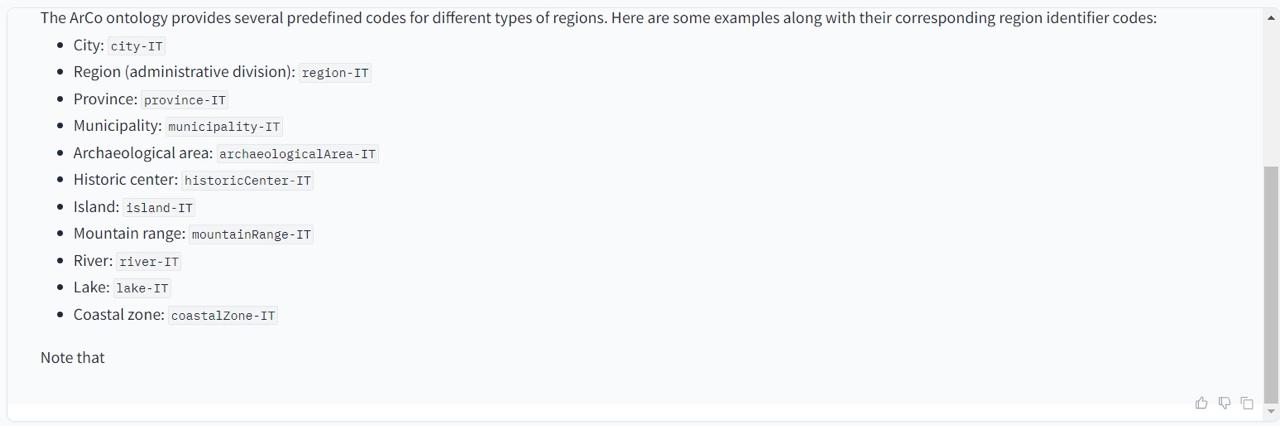 The ArCo ontology provides several predefined codes for different types of regions. Here are some examples along with their corresponding region identifier codes:
City: city-IT
Region (administrative division): region-IT
Province: province-IT
Municipality: municipality-IT
Archaeological area: archaeologicalArea-IT
Historic center: historicCenter-IT
Island: island-IT
Mountain range: mountainRange-IT
River: river-IT
Lake: lake-IT
Coastal zone: coastalZone-IT
Note that